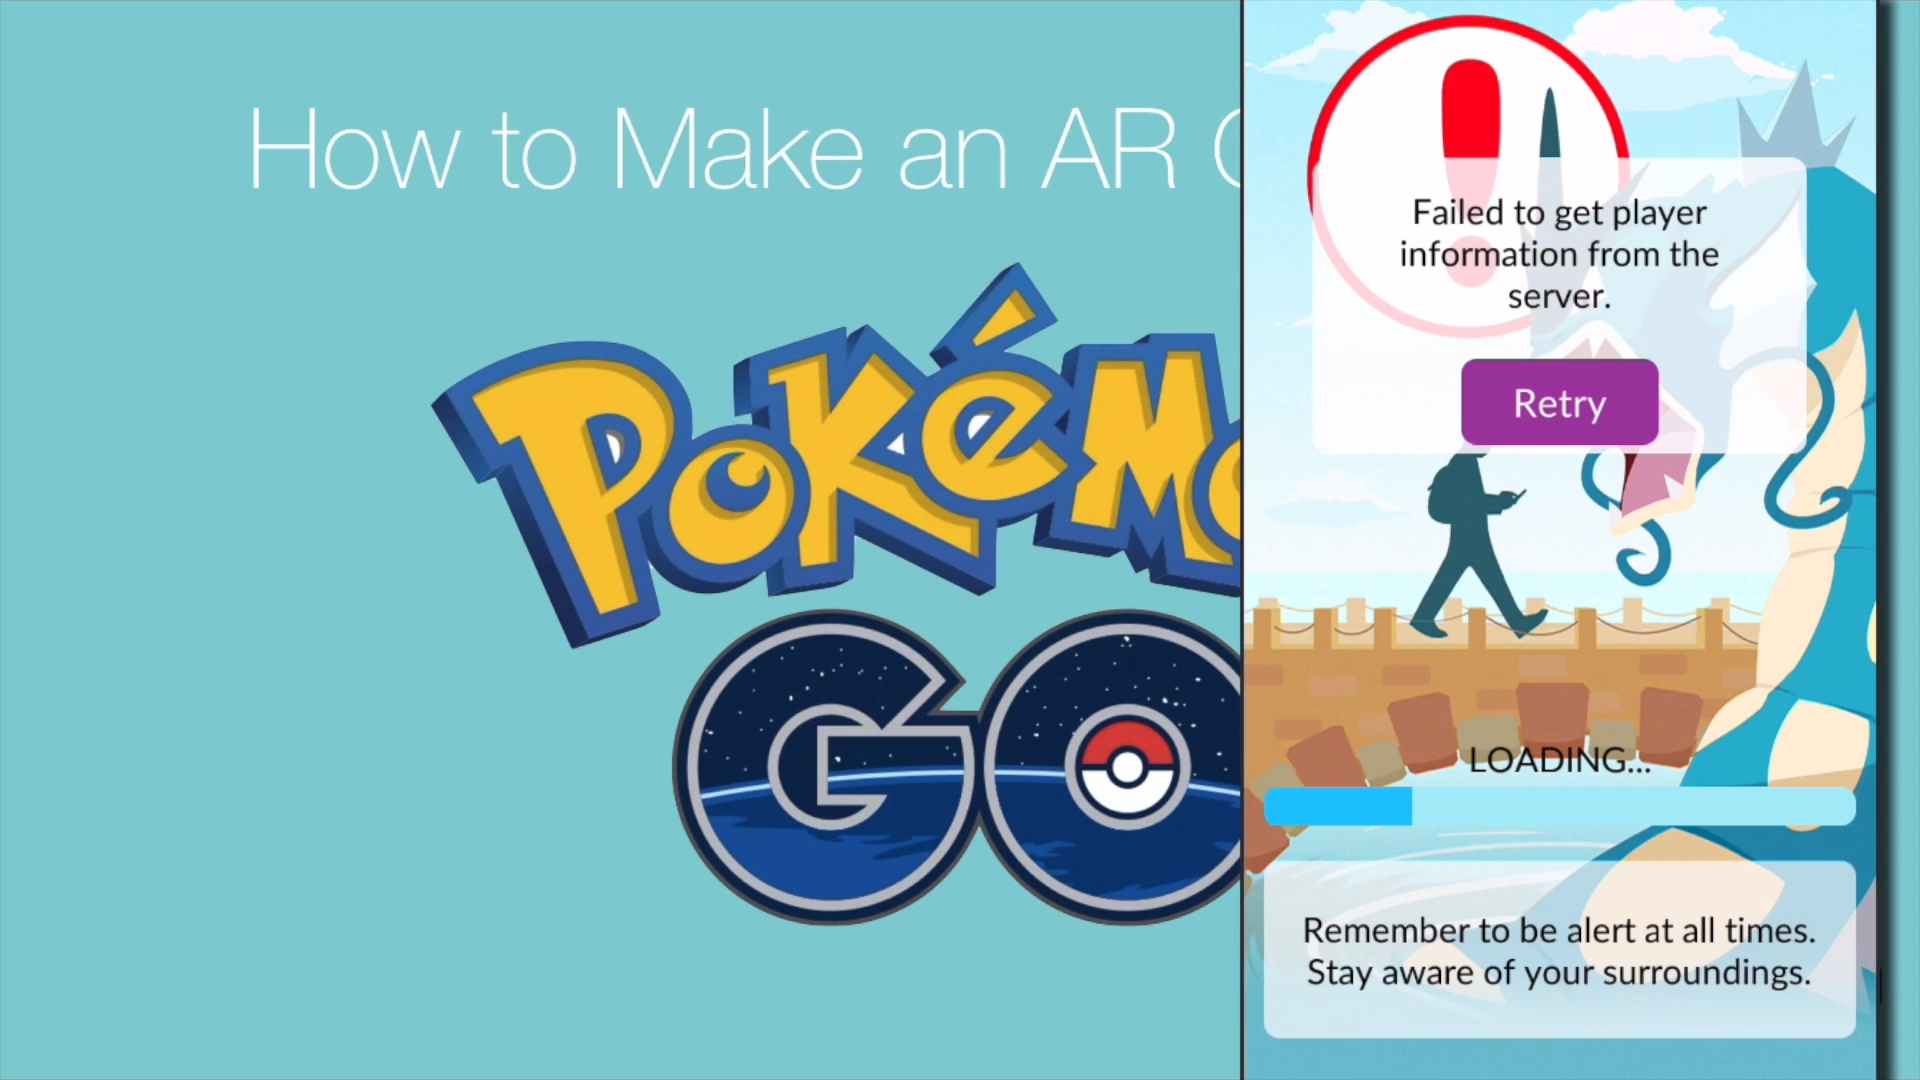 How to Make an AR
POKéM
GO
Failed to get player
information from the
server.
Retry
LOADING...
Remember to be alert at all times.
Stay aware of your surroundings.